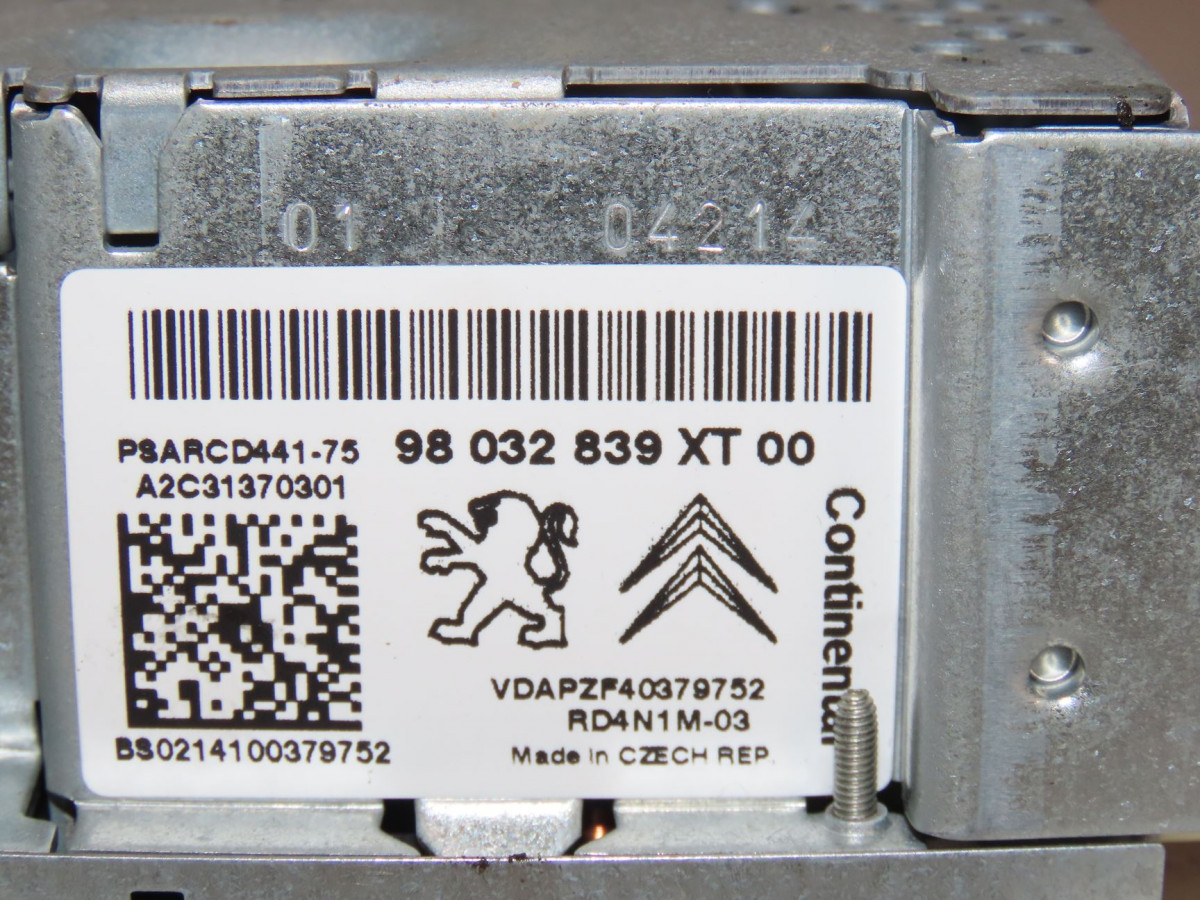 01 04214
PSARCD441-75 98 032 839 XT 00
A2C31370301
Continental
VDAPZF40379752
RD4N1M-03
BS0214100379752
Made in CZECH REP.